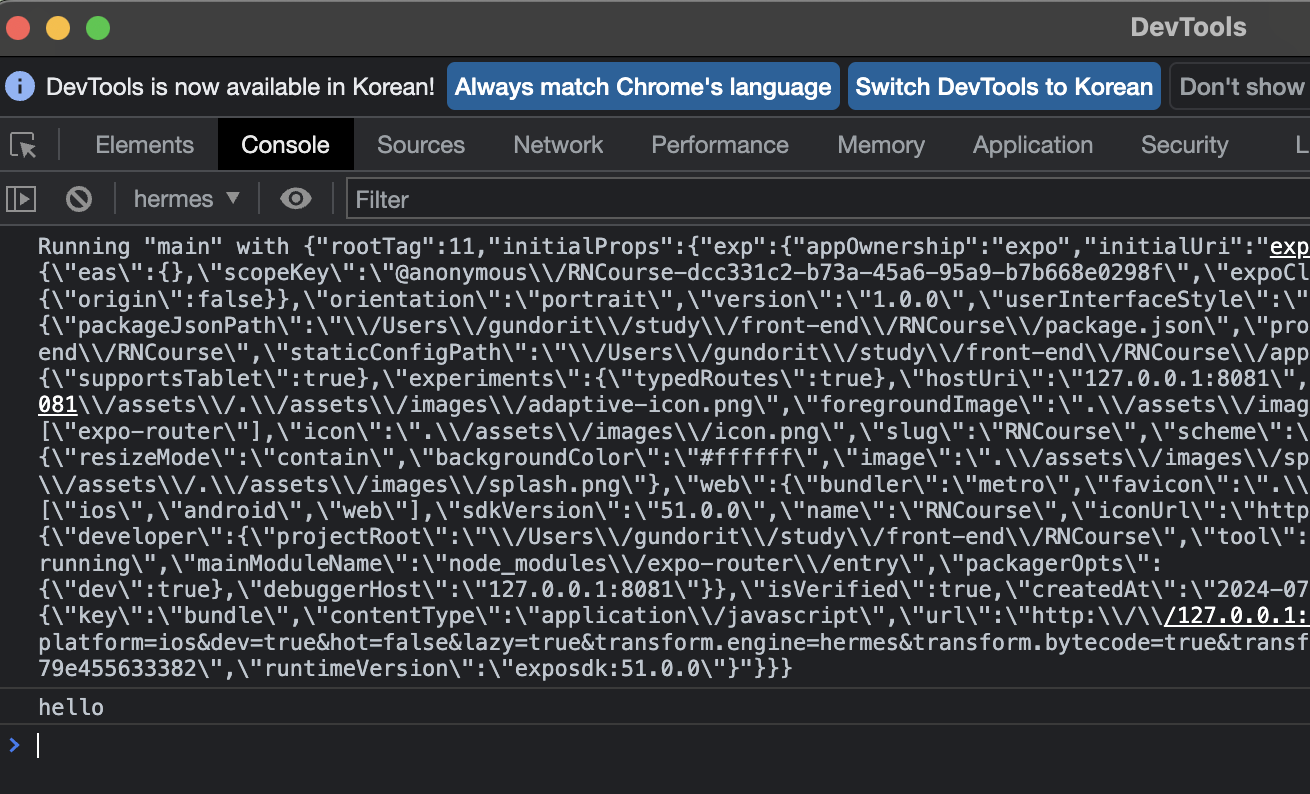 DevTools
DevTools is now available in Korean! Always match Chrome's language Switch DevTools to Korean Don't show
Elements Console Sources Network Performance Memory Application Security L
hermes ▼ Filter
Running "main" with {"rootTag":11,"initialProps":{"exp":{"appOwnership":"expo","initialUri":"exp
{\"eas\":{},\"scopeKey\":\"@anonymous\\/RNCourse-dcc331c2-b73a-45a6-95a9-b7b668e0298f\",\"expoCl
{\"origin\":false}},\"orientation\":\"portrait\",\"version\":\"1.0.0\",\"userInterfaceStyle\":\"
{\"packageJsonPath\":\"\\/Users\\/gundorit\\/study\\/front-end\\/RNCourse\\/package.json\",\"pro
end\\/RNCourse\",\"staticConfigPath\":\"\\/Users\\/gundorit\\/study\\/front-end\\/RNCourse\\/app
{\"supportsTablet\":true},\"experiments\":{\"typedRoutes\":true},\"hostUri\":\"127.0.0.1:8081\",
081\\/assets\\/.\\/assets\\/images\\/adaptive-icon.png\",\"foregroundImage\":\".\\/assets\\/imag
[\"expo-router\"],\"icon\":\".\\/assets\\/images\\/icon.png\",\"slug\":\"RNCourse\",\"scheme\":\
{\"resizeMode\":\"contain\",\"backgroundColor\":\"#ffffff\",\"image\":\".\\/assets\\/images\\/sp
\\/assets\\/.\\/assets\\/images\\/splash.png\"},\"web\":{\"bundler\":\"metro\",\"favicon\":\".\\
[\"ios\",\"android\",\"web\"],\"sdkVersion\":\"51.0.0\",\"name\":\"RNCourse\",\"iconUrl\":\"http
{\"developer\":{\"projectRoot\":\"\\/Users\\/gundorit\\/study\\/front-end\\/RNCourse\",\"tool\":
running\",\"mainModuleName\":\"node_modules\\/expo-router\\/entry\",\"packagerOpts\":
{\"dev\":true},\"debuggerHost\":\"127.0.0.1:8081\"}},\"isVerified\":true,\"createdAt\":\"2024-07
{\"key\":\"bundle\",\"contentType\":\"application\\/javascript\",\"url\":\"http:\\/\\/127.0.0.1:
platform=ios&dev=true&hot=false&lazy=true&transform.engine=hermes&transform.bytecode=true&transf
79e455633382\",\"runtimeVersion\":\"exposdk:51.0.0\"}"}}}
hello
>